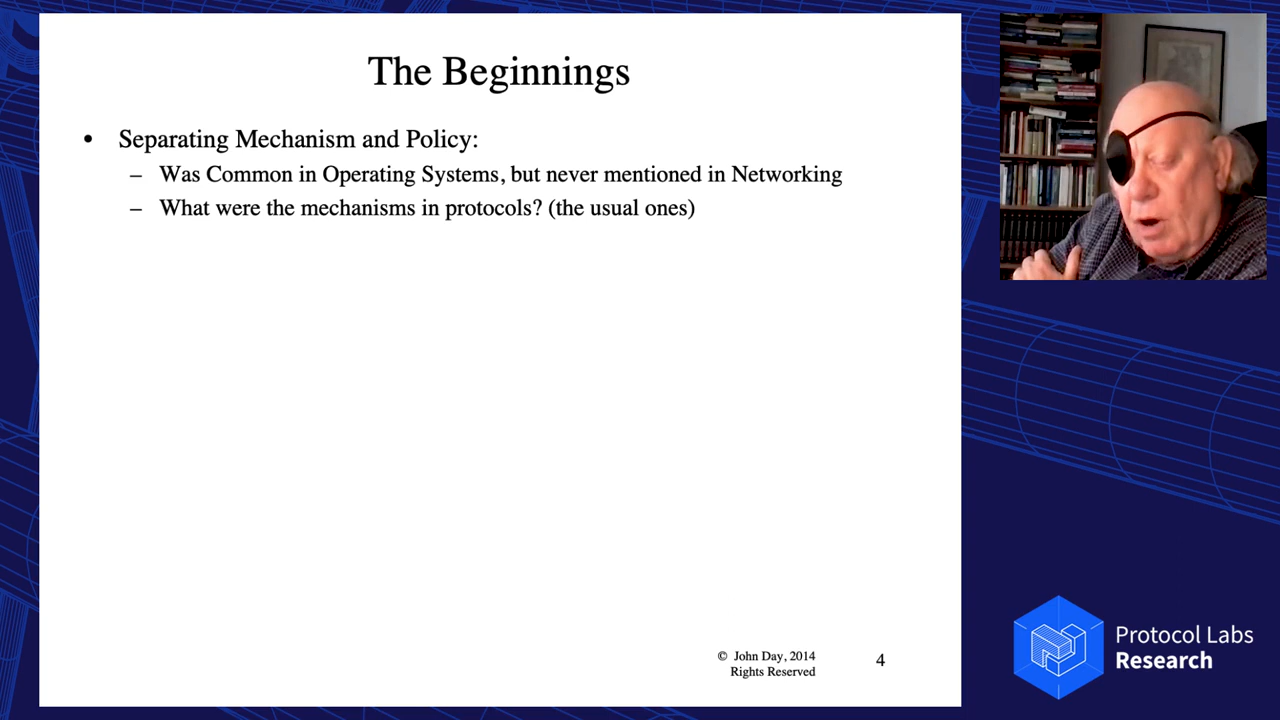 The Beginnings
• Separating Mechanism and Policy:
– Was Common in Operating Systems, but never mentioned in Networking
– What were the mechanisms in protocols? (the usual ones)
© John Day, 2014
Rights Reserved
4
Protocol Labs
Research